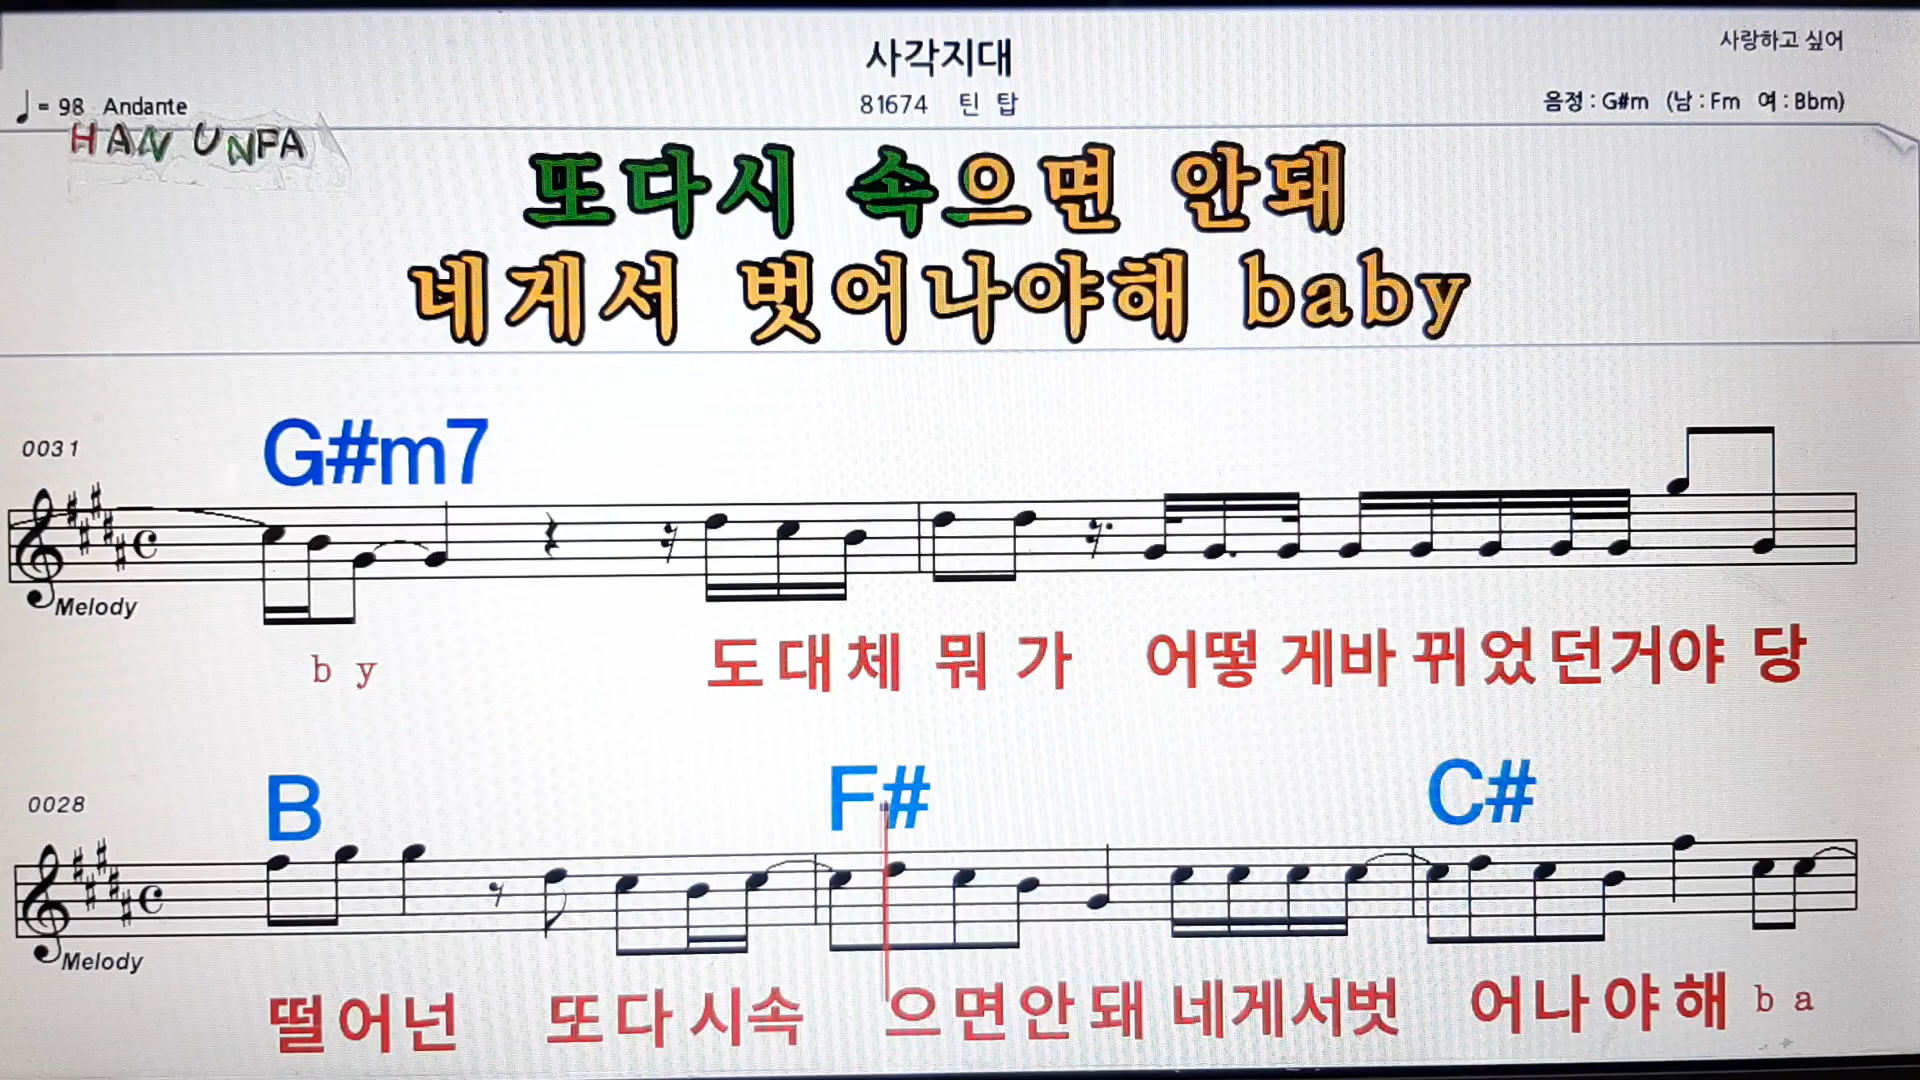 사각지대
사랑하고 싶어
♩ = 98 Andante
81674 틴 탑
음정 : G#m (남 : Fm 여 : Bbm)
HAN UNPA
또다시 속으면 안돼
네게서 벗어나야해 baby
0031
G#m7
Melody
b y 도대체 뭐 가 어떻 게바 뀌 었 던거야 당
0028
B F# C#
Melody
떨어넌 또다 시속 으면안 돼 네게서벗 어나 야 해 b a